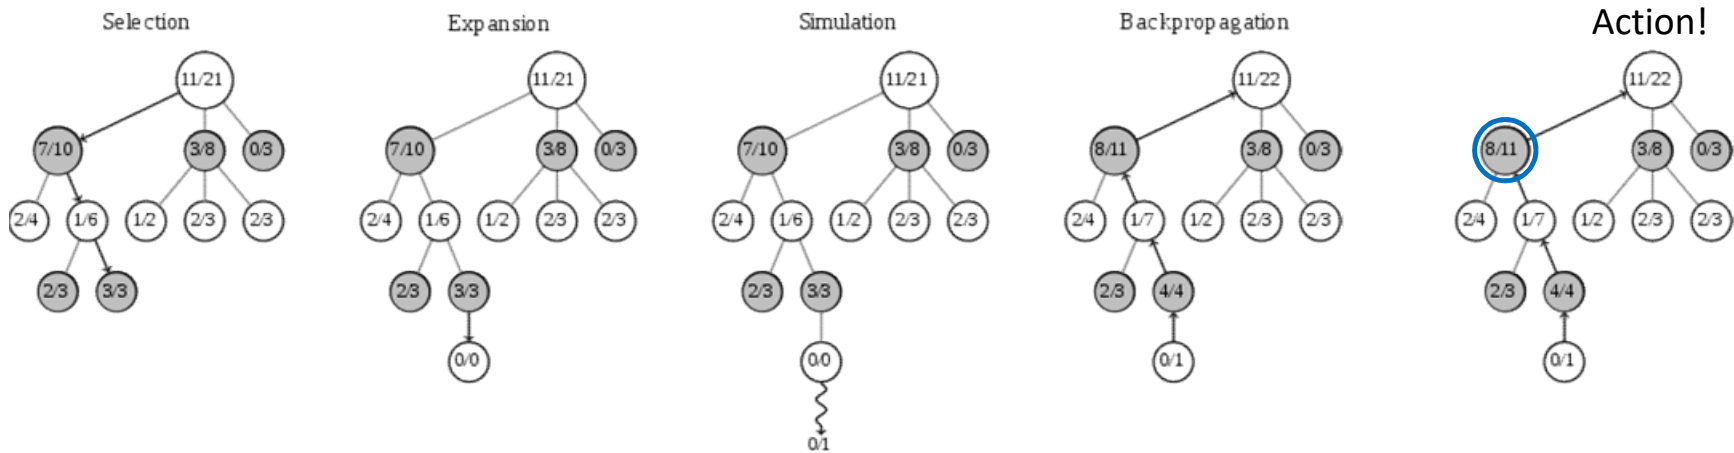 Selection
11/21
7/10 3/8 0/3
2/4 1/6 1/2 2/3 2/3
2/3 3/3
Expansion
11/21
7/10 3/8 0/3
2/4 1/6 1/2 2/3 2/3
2/3 3/3
0/0
Simulation
11/21
7/10 3/8 0/3
2/4 1/6 1/2 2/3 2/3
2/3 3/3
0/0
0/1
Backpropagation
11/22
8/11 3/8 0/3
2/4 1/7 1/2 2/3 2/3
2/3 4/4
0/1
Action!
11/22
8/11 3/8 0/3
2/4 1/7 1/2 2/3 2/3
2/3 4/4
0/1